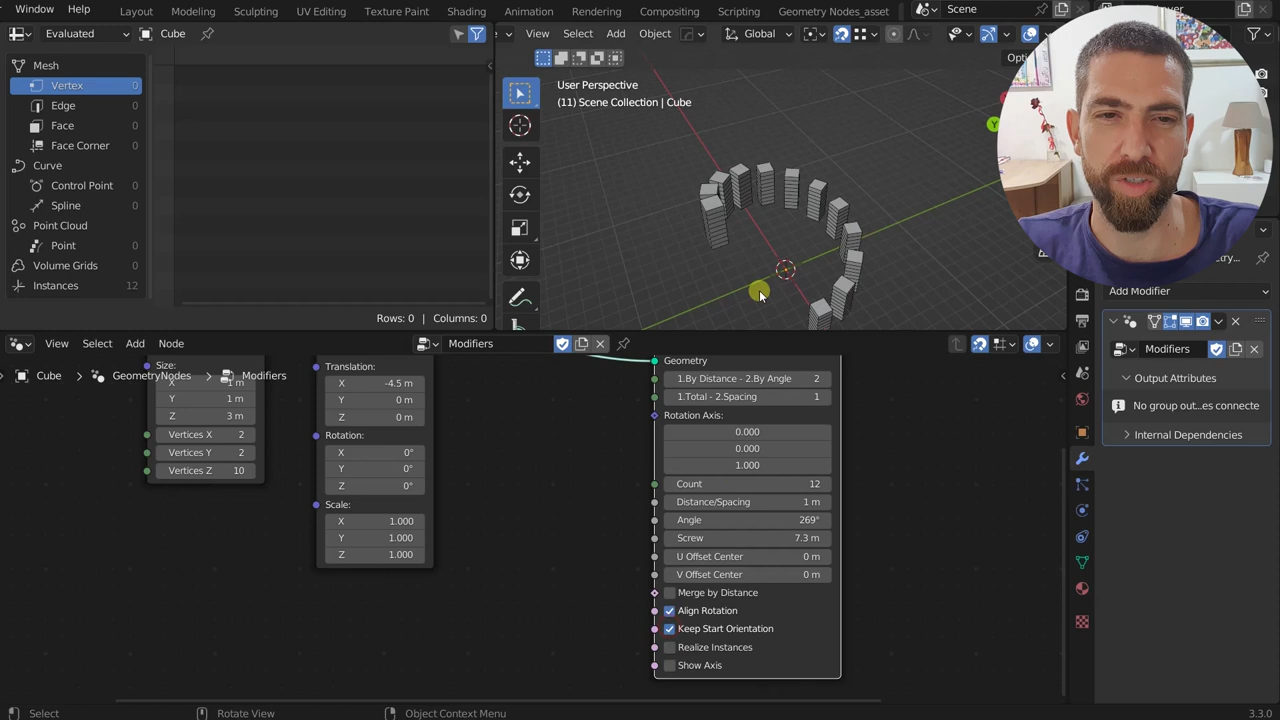 Window Help
Layout Modeling Sculpting UV Editing Texture Paint Shading Animation Rendering Compositing Scripting Geometry Nodes_asset Scene
Evaluated Cube
View Select Add Object Global
Mesh
Vertex 0
Edge 0
Face 0
Face Corner 0
Curve
Control Point 0
Spline 0
Point Cloud
Point 0
Volume Grids
Instances 12
Rows: 0 | Columns: 0
User Perspective
(11) Scene Collection | Cube
Y
View Select Add Node Modifiers
Cube > GeometryNodes > Modifiers
Size:
X 1 m
Y 1 m
Z 3 m
Vertices X 2
Vertices Y 2
Vertices Z 10
Translation:
X -4.5 m
Y 0 m
Z 0 m
Rotation:
X 0°
Y 0°
Z 0°
Scale:
X 1.000
Y 1.000
Z 1.000
Geometry
1.By Distance - 2.By Angle 2
1.Total - 2.Spacing 1
Rotation Axis:
0.000
0.000
1.000
Count 12
Distance/Spacing 1 m
Angle 269°
Screw 7.3 m
U Offset Center 0 m
V Offset Center 0 m
Merge by Distance
Align Rotation
Keep Start Orientation
Realize Instances
Show Axis
Add Modifier
Modifiers
Output Attributes
No group out...es connecte
Internal Dependencies
Select Rotate View Object Context Menu 3.3.0